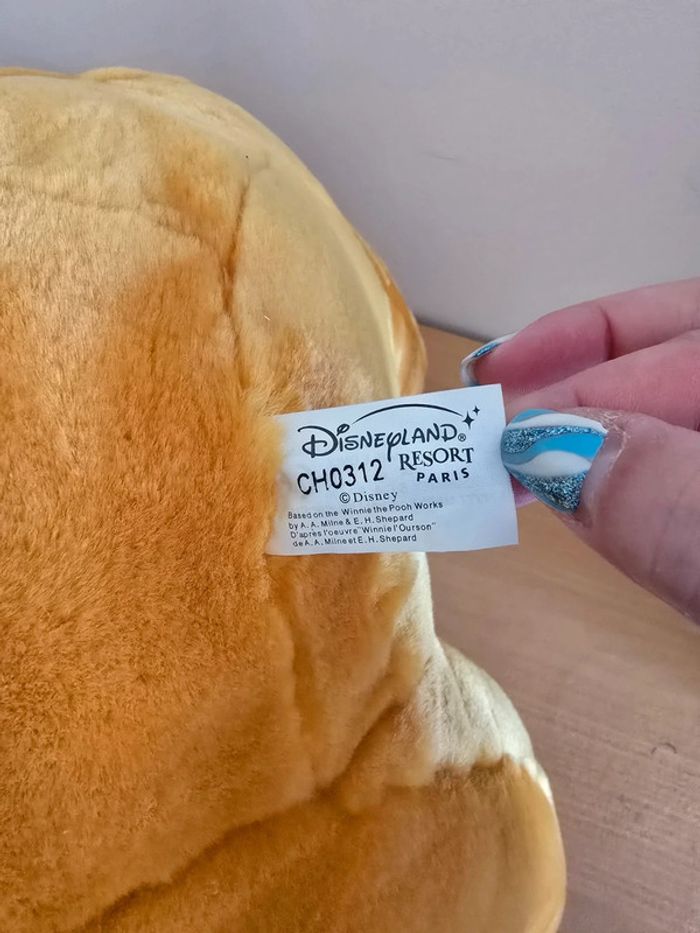 DISNEYLAND®
CH0312 RESORT
PARIS
© Disney
Based on the Winnie the Pooh Works
by A. A. Milne & E. H. Shepard
D'apres l'oeuvre "Winnie l'Ourson"
de A. A. Milne et E. H. Shepard